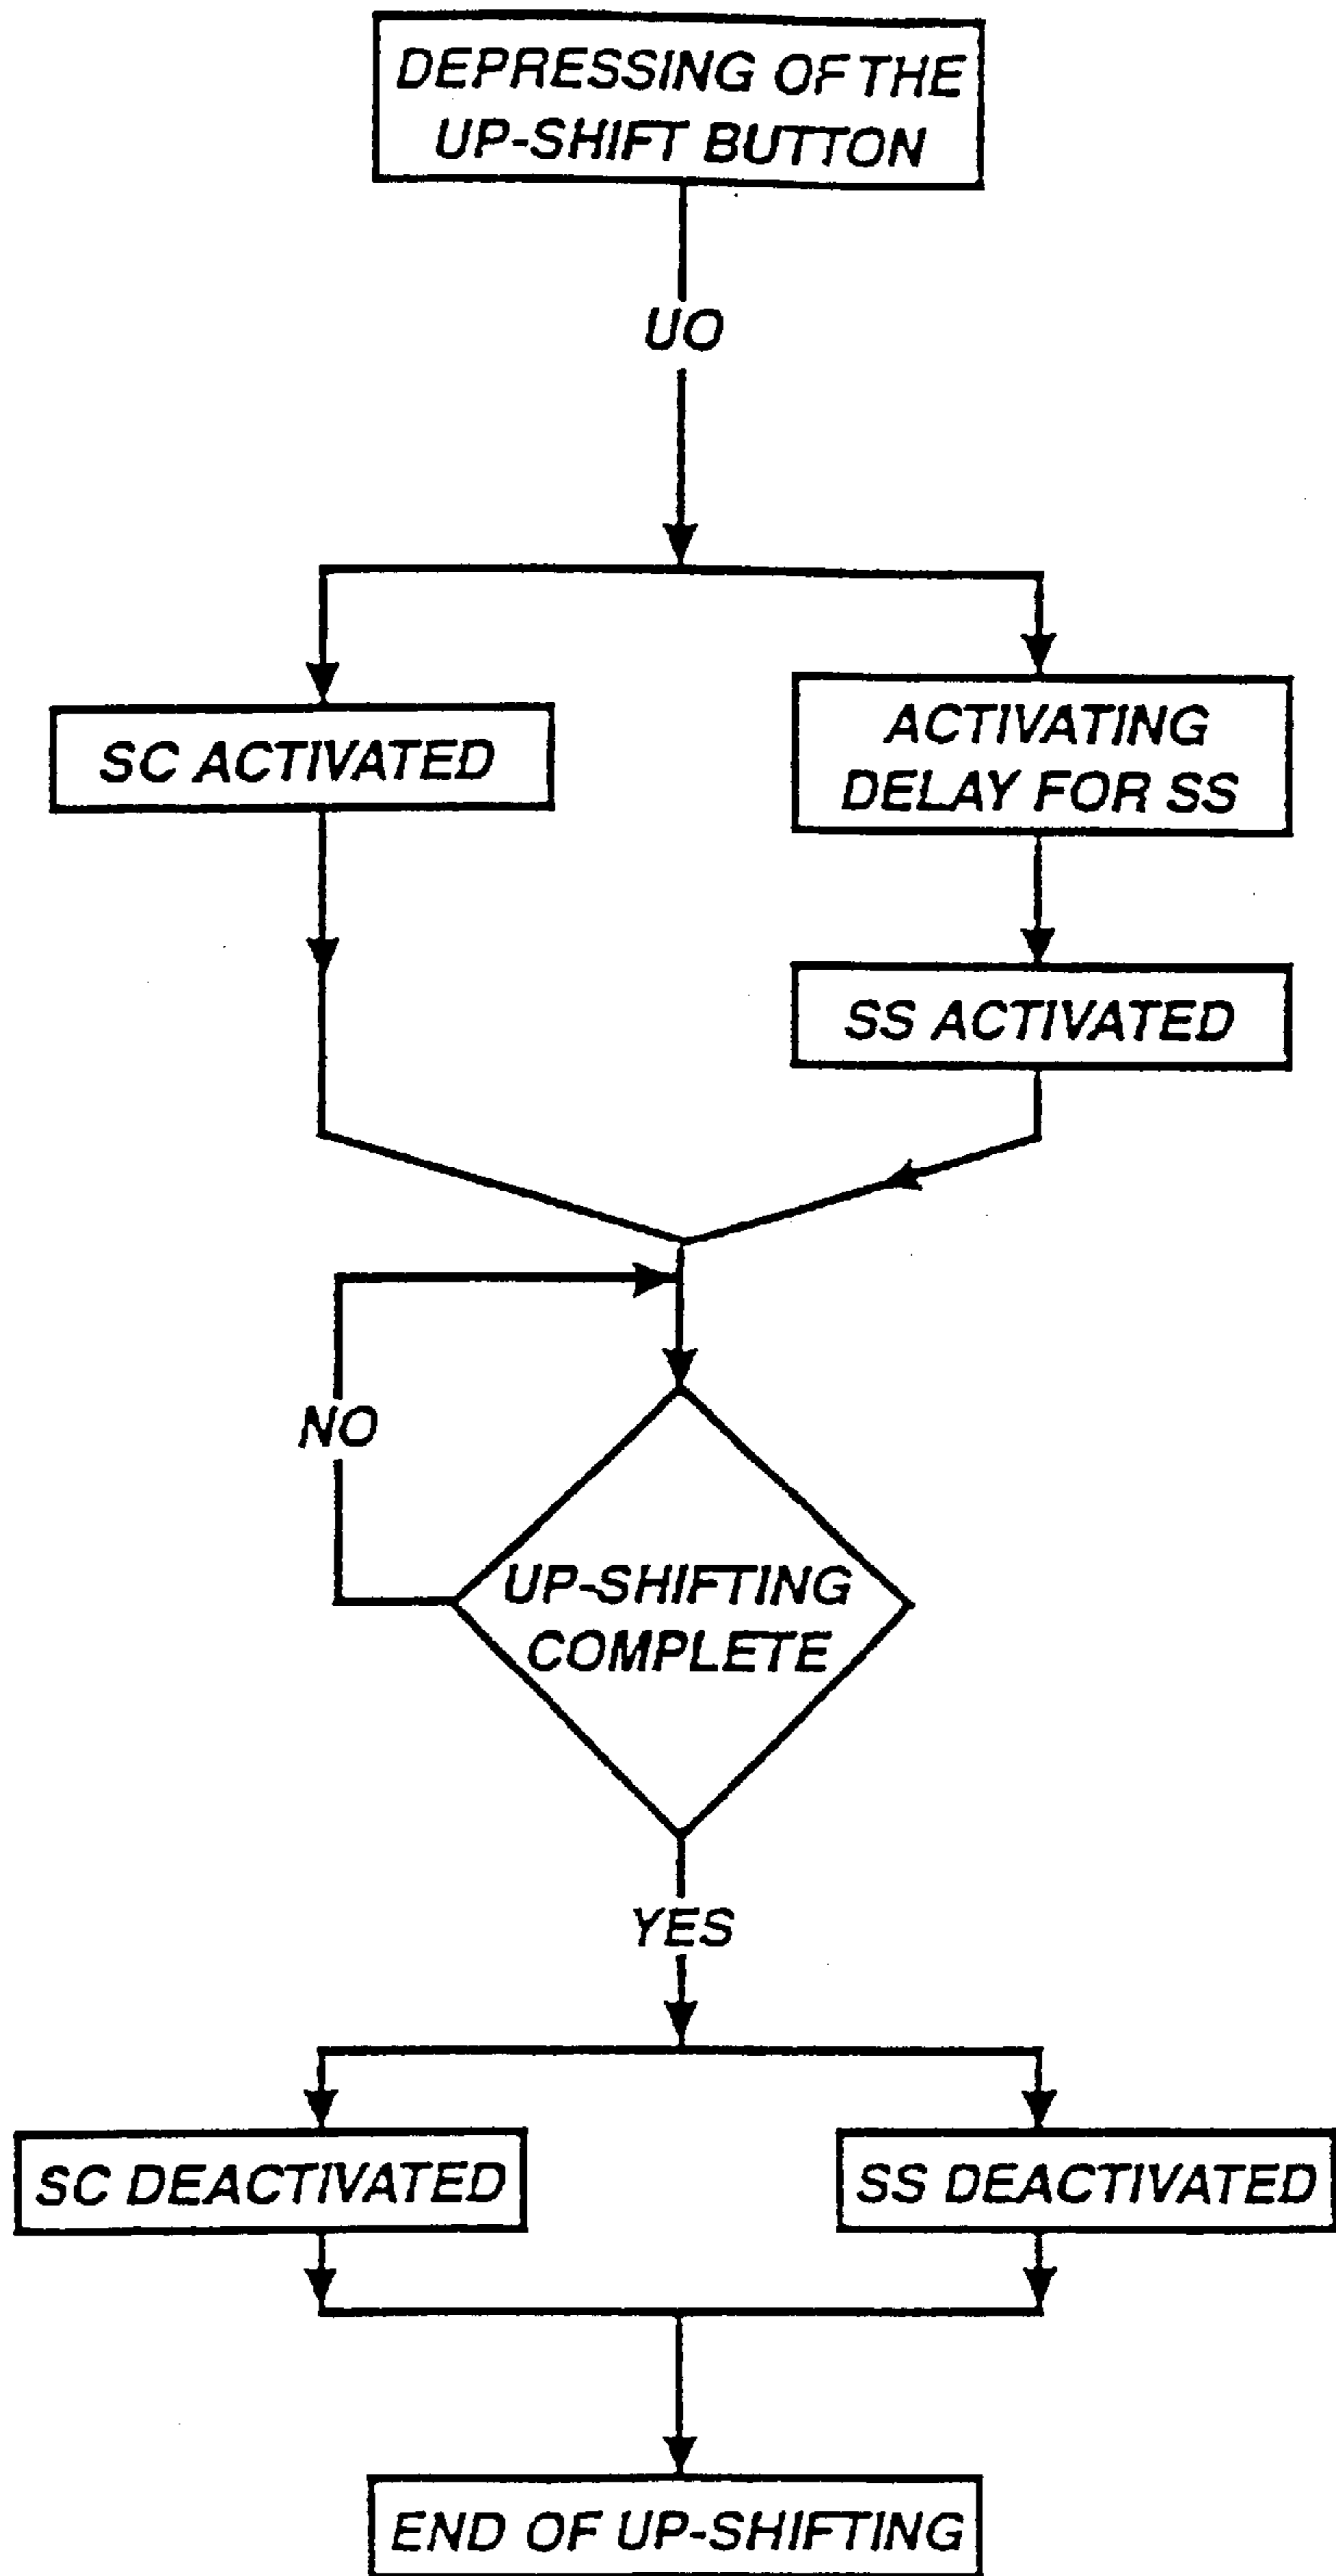 DEPRESSING OF THE
UP-SHIFT BUTTON
UO
SC ACTIVATED
ACTIVATING
DELAY FOR SS
SS ACTIVATED
NO
UP-SHIFTING
COMPLETE
YES
SC DEACTIVATED
SS DEACTIVATED
END OF UP-SHIFTING